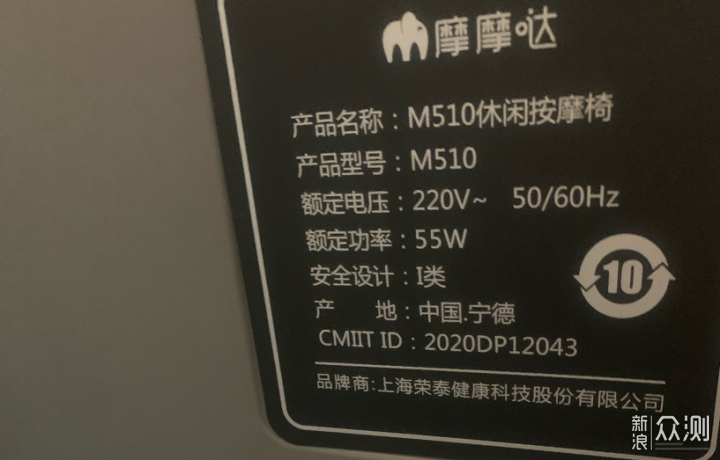 摩摩哒
产品名称：M510休闲按摩椅
产品型号：M510
额定电压：220V~ 50/60Hz
额定功率：55W
安全设计：I类
10
产 地：中国.宁德
CMIIT ID：2020DP12043
品牌商:上海荣泰健康科技股份有限公司
新浪众测